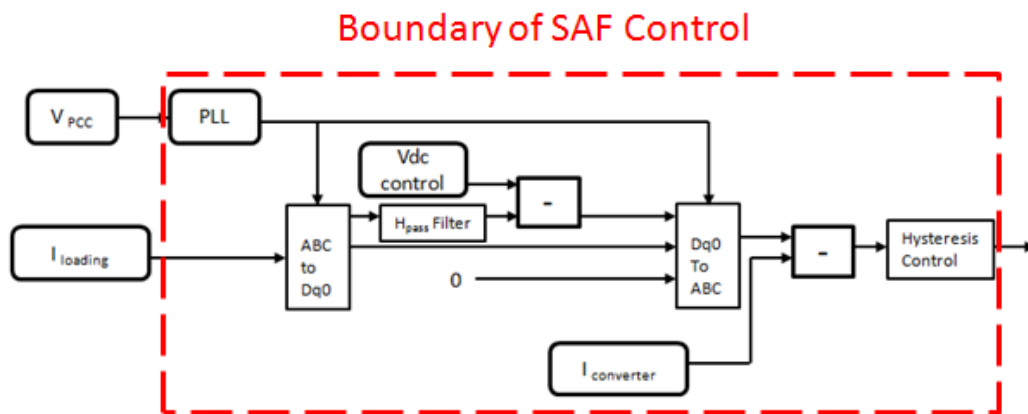 Boundary of SAF Control
V PCC
PLL
Vdc
control
-
I loading
ABC
to
Dq0
Hpass Filter
0
Dq0
To
ABC
-
Hysteresis
Control
I converter